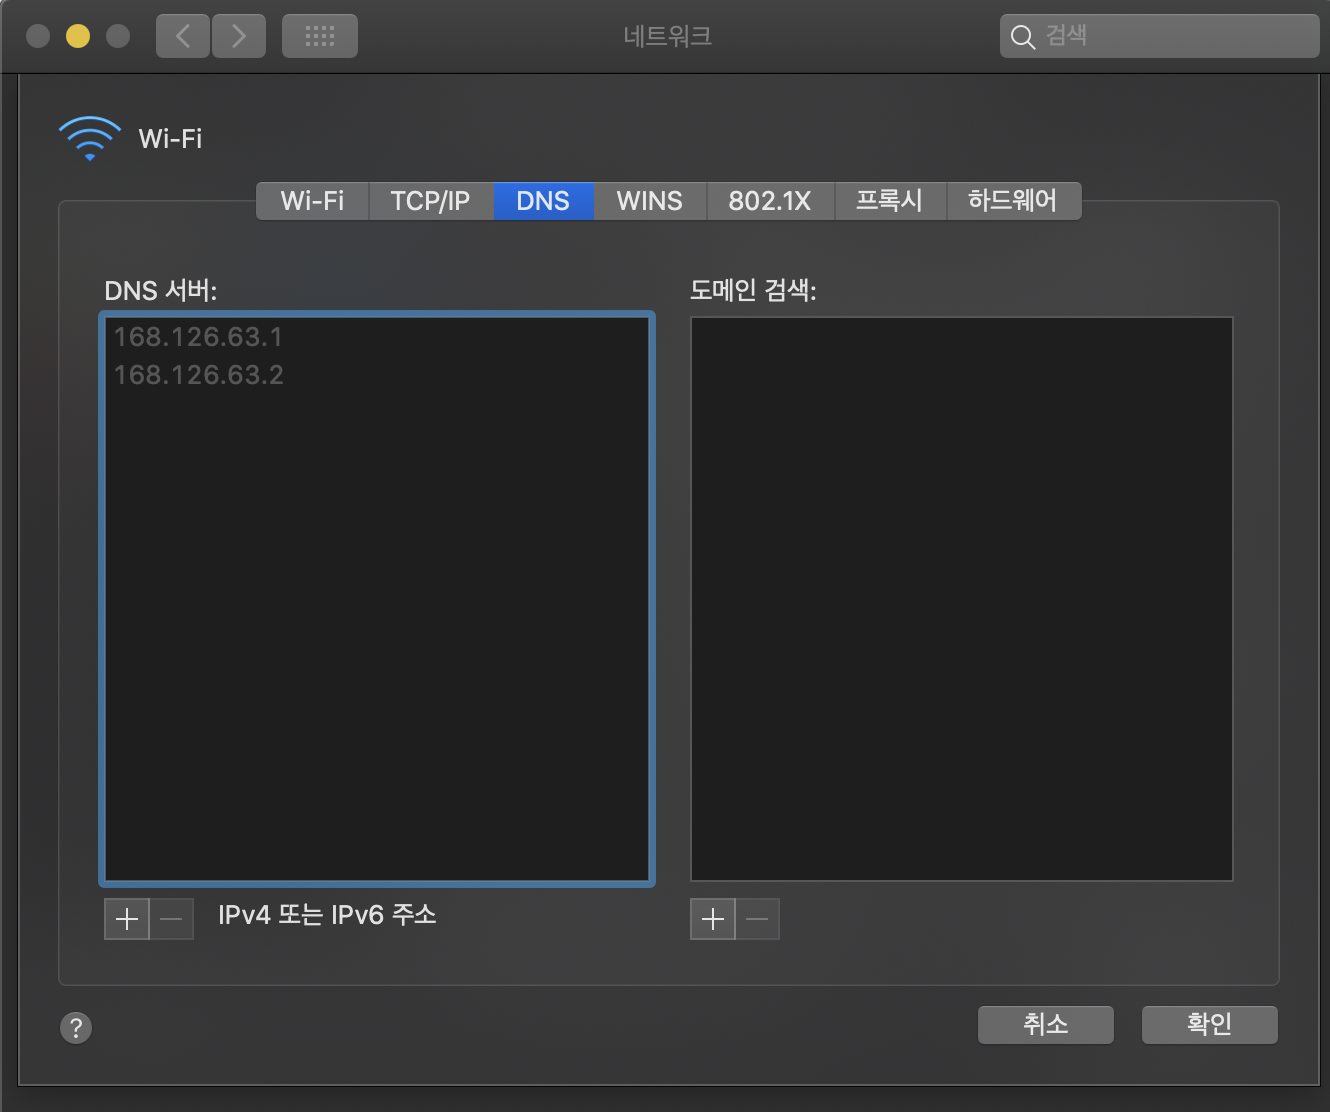 네트워크
검색
Wi-Fi
Wi-Fi TCP/IP DNS WINS 802.1X 프록시 하드웨어
DNS 서버:
168.126.63.1
168.126.63.2
IPv4 또는 IPv6 주소
도메인 검색:
?
취소 확인